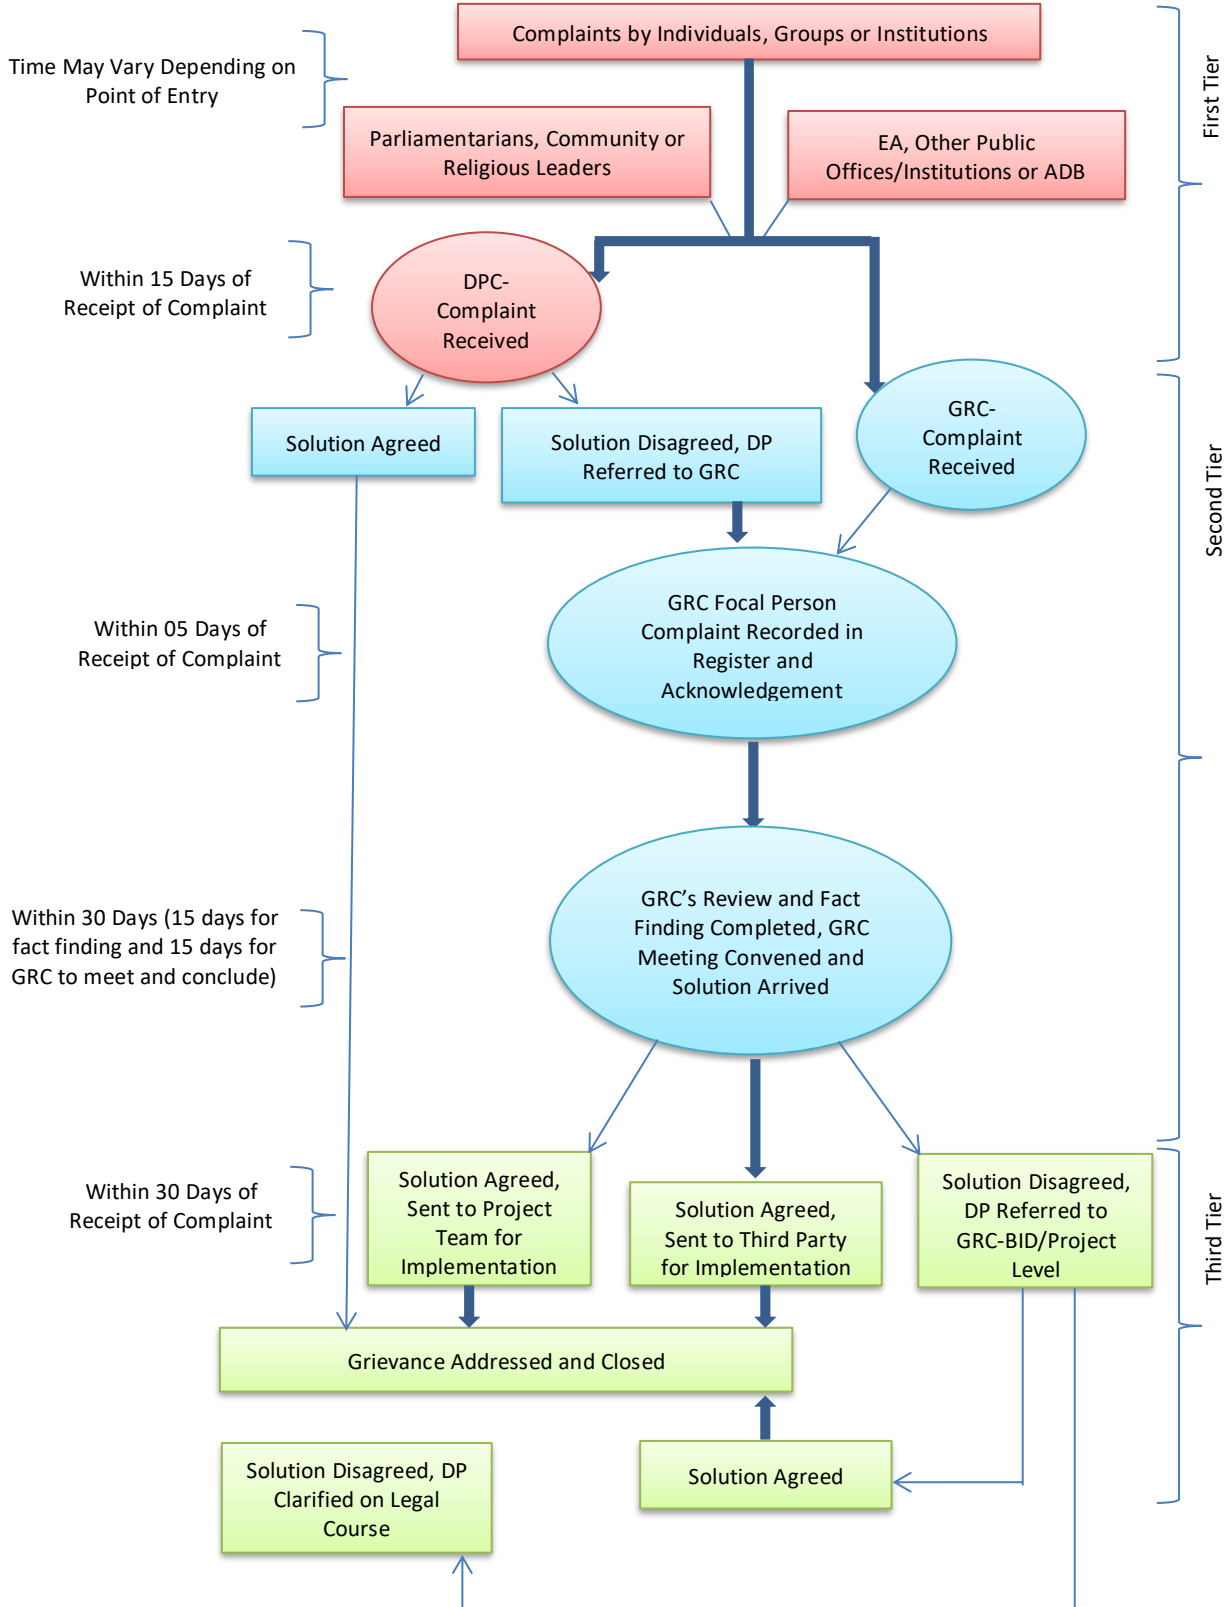 Complaints by Individuals, Groups or Institutions
Time May Vary Depending on
Point of Entry
First Tier
Parliamentarians, Community or
Religious Leaders
EA, Other Public
Offices/Institutions or ADB
Within 15 Days of
Receipt of Complaint
DPC-
Complaint
Received
Solution Agreed
Solution Disagreed, DP
Referred to GRC
GRC-
Complaint
Received
Second Tier
Within 05 Days of
Receipt of Complaint
GRC Focal Person
Complaint Recorded in
Register and
Acknowledgement
Within 30 Days (15 days for
fact finding and 15 days for
GRC to meet and conclude)
GRC’s Review and Fact
Finding Completed, GRC
Meeting Convened and
Solution Arrived
Within 30 Days of
Receipt of Complaint
Solution Agreed,
Sent to Project
Team for
Implementation
Solution Agreed,
Sent to Third Party
for Implementation
Solution Disagreed,
DP Referred to
GRC-BID/Project
Level
Third Tier
Grievance Addressed and Closed
Solution Disagreed, DP
Clarified on Legal
Course
Solution Agreed